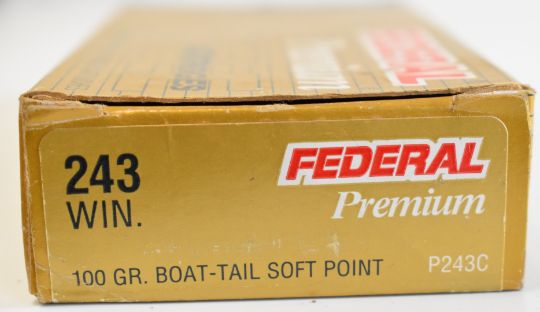 243
WIN.
FEDERAL
Premium
100 GR. BOAT-TAIL SOFT POINT
P243C